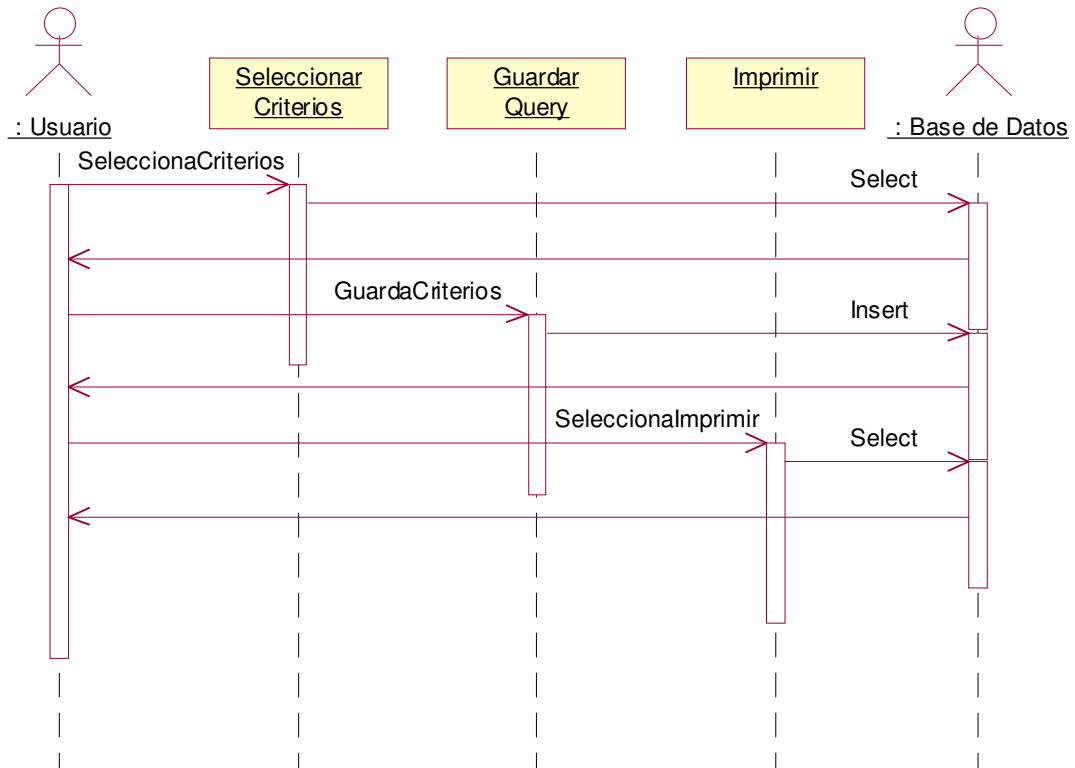 Seleccionar
Criterios
Guardar
Query
Imprimir
: Usuario
: Base de Datos
SeleccionaCriterios
Select
GuardaCriterios
Insert
SeleccionaImprimir
Select